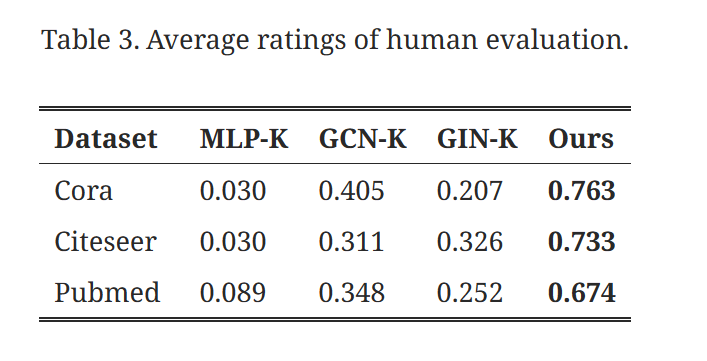 Table 3. Average ratings of human evaluation.
Dataset MLP-K GCN-K GIN-K Ours
Cora 0.030 0.405 0.207 0.763
Citeseer 0.030 0.311 0.326 0.733
Pubmed 0.089 0.348 0.252 0.674